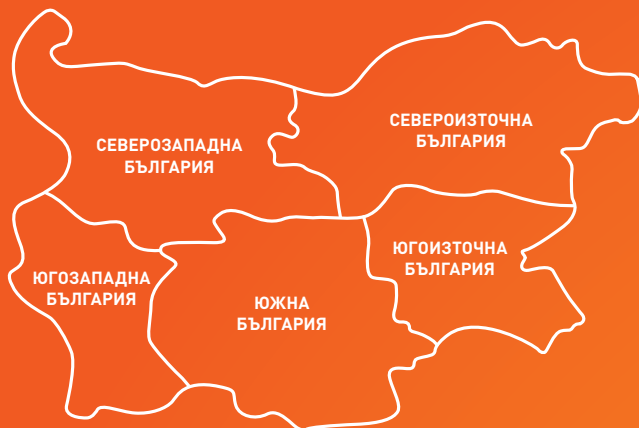 СЕВЕРОЗАПАДНА
БЪЛГАРИЯ
СЕВЕРОИЗТОЧНА
БЪЛГАРИЯ
ЮГОЗАПАДНА
БЪЛГАРИЯ
ЮЖНА
БЪЛГАРИЯ
ЮГОИЗТОЧНА
БЪЛГАРИЯ